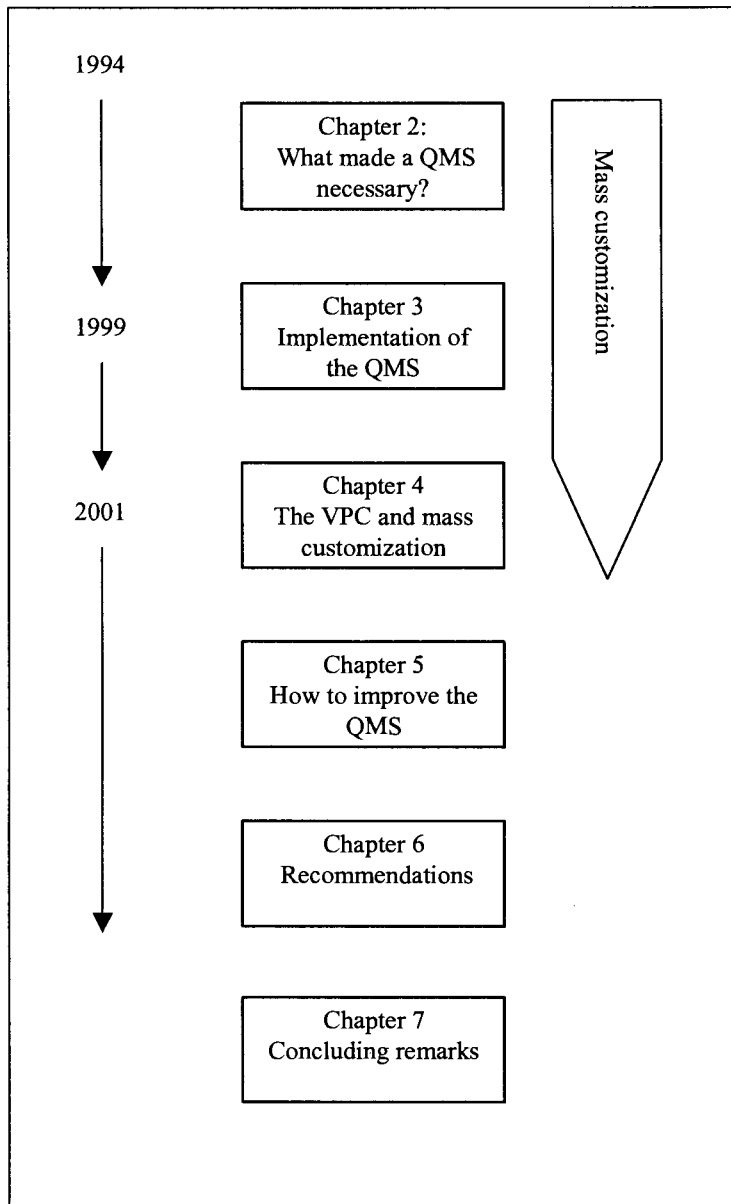 1994
Chapter 2:
What made a QMS
necessary?
Mass customization
1999
Chapter 3
Implementation of
the QMS
2001
Chapter 4
The VPC and mass
customization
Chapter 5
How to improve the
QMS
Chapter 6
Recommendations
Chapter 7
Concluding remarks